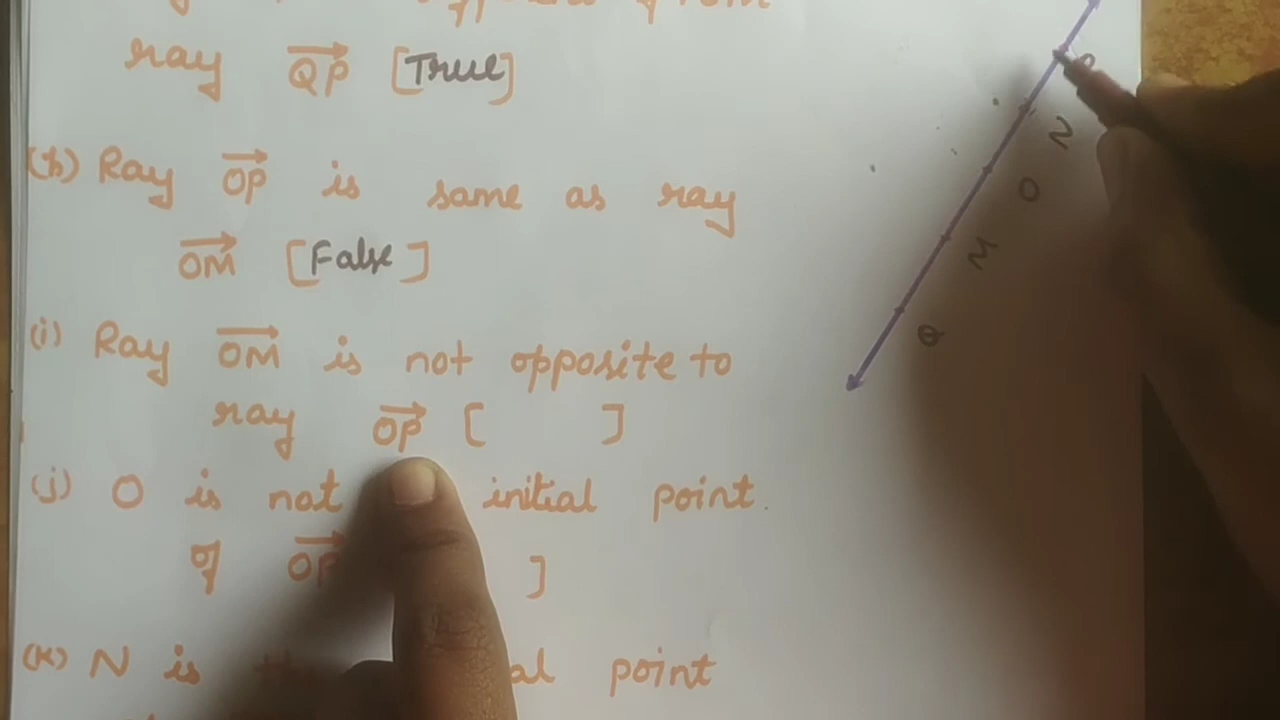 ray QP [True]
(h) Ray OP is same as ray
OM [False]
(i) Ray OM is not opposite to
ray OP [ ]
(j) O is not initial point.
of OP ]
(k) N is point
P
N
O
M
Q